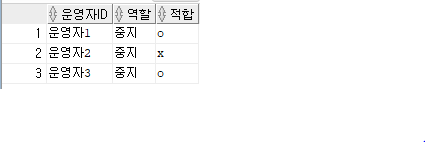 운영자ID 역할 적합
1 운영자1 중지 o
2 운영자2 중지 x
3 운영자3 중지 o
.